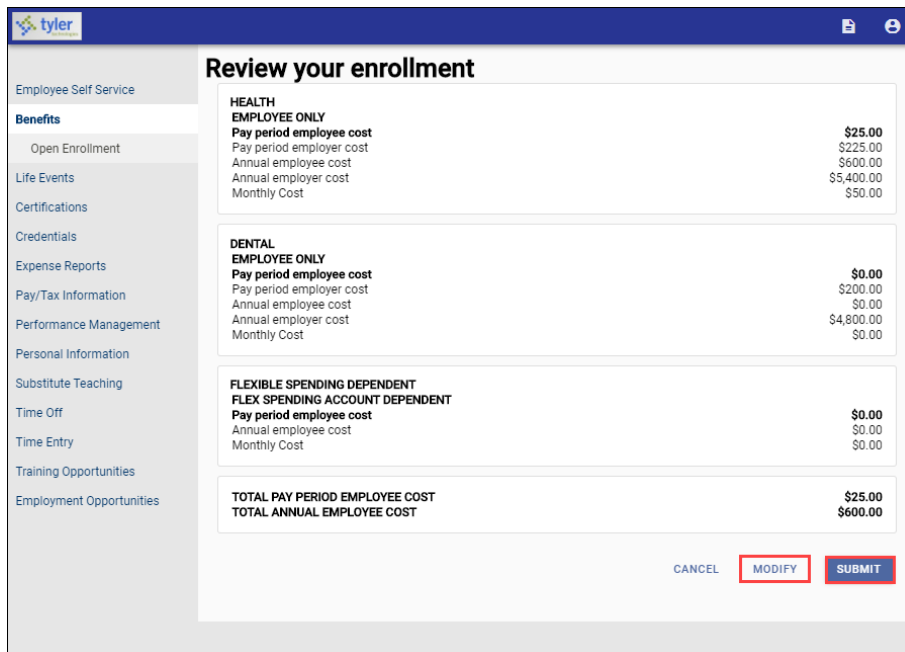 tyler
technologies
Review your enrollment
Employee Self Service
Benefits
Open Enrollment
Life Events
Certifications
Credentials
Expense Reports
Pay/Tax Information
Performance Management
Personal Information
Substitute Teaching
Time Off
Time Entry
Training Opportunities
Employment Opportunities
HEALTH
EMPLOYEE ONLY
Pay period employee cost $25.00
Pay period employer cost $225.00
Annual employee cost $600.00
Annual employer cost $5,400.00
Monthly Cost $50.00
DENTAL
EMPLOYEE ONLY
Pay period employee cost $0.00
Pay period employer cost $200.00
Annual employee cost $0.00
Annual employer cost $4,800.00
Monthly Cost $0.00
FLEXIBLE SPENDING DEPENDENT
FLEX SPENDING ACCOUNT DEPENDENT
Pay period employee cost $0.00
Annual employee cost $0.00
Monthly Cost $0.00
TOTAL PAY PERIOD EMPLOYEE COST $25.00
TOTAL ANNUAL EMPLOYEE COST $600.00
CANCEL MODIFY SUBMIT